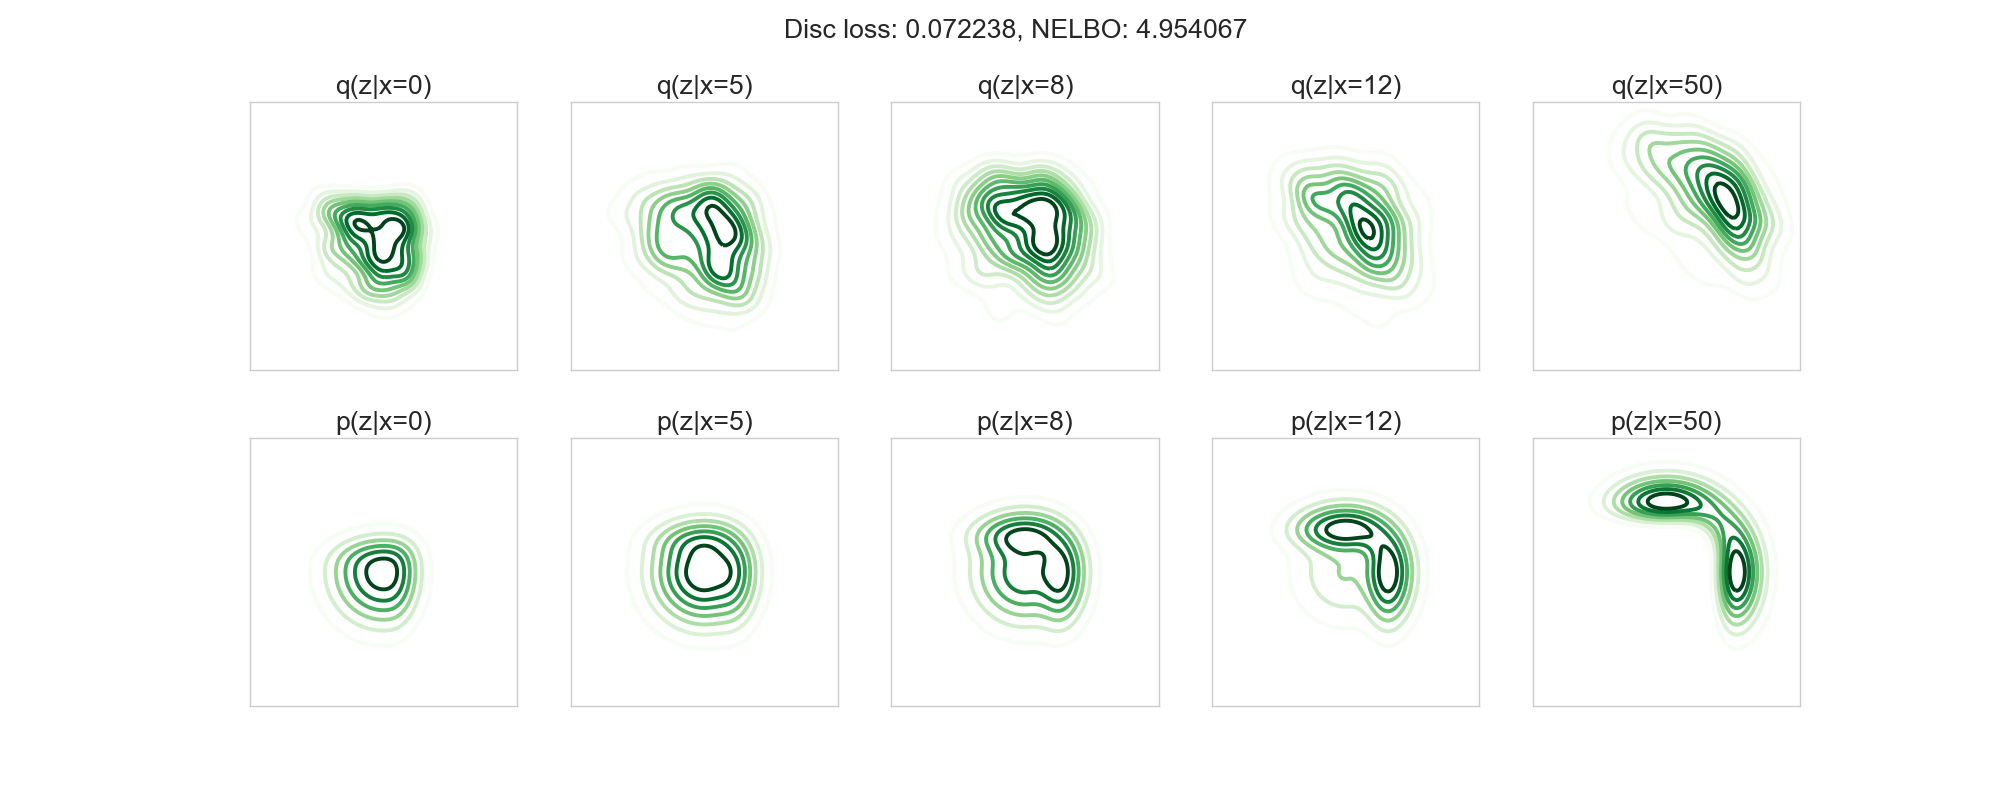 Disc loss: 0.072238, NELBO: 4.954067
q(z|x=0) q(z|x=5) q(z|x=8) q(z|x=12) q(z|x=50)
p(z|x=0) p(z|x=5) p(z|x=8) p(z|x=12) p(z|x=50)